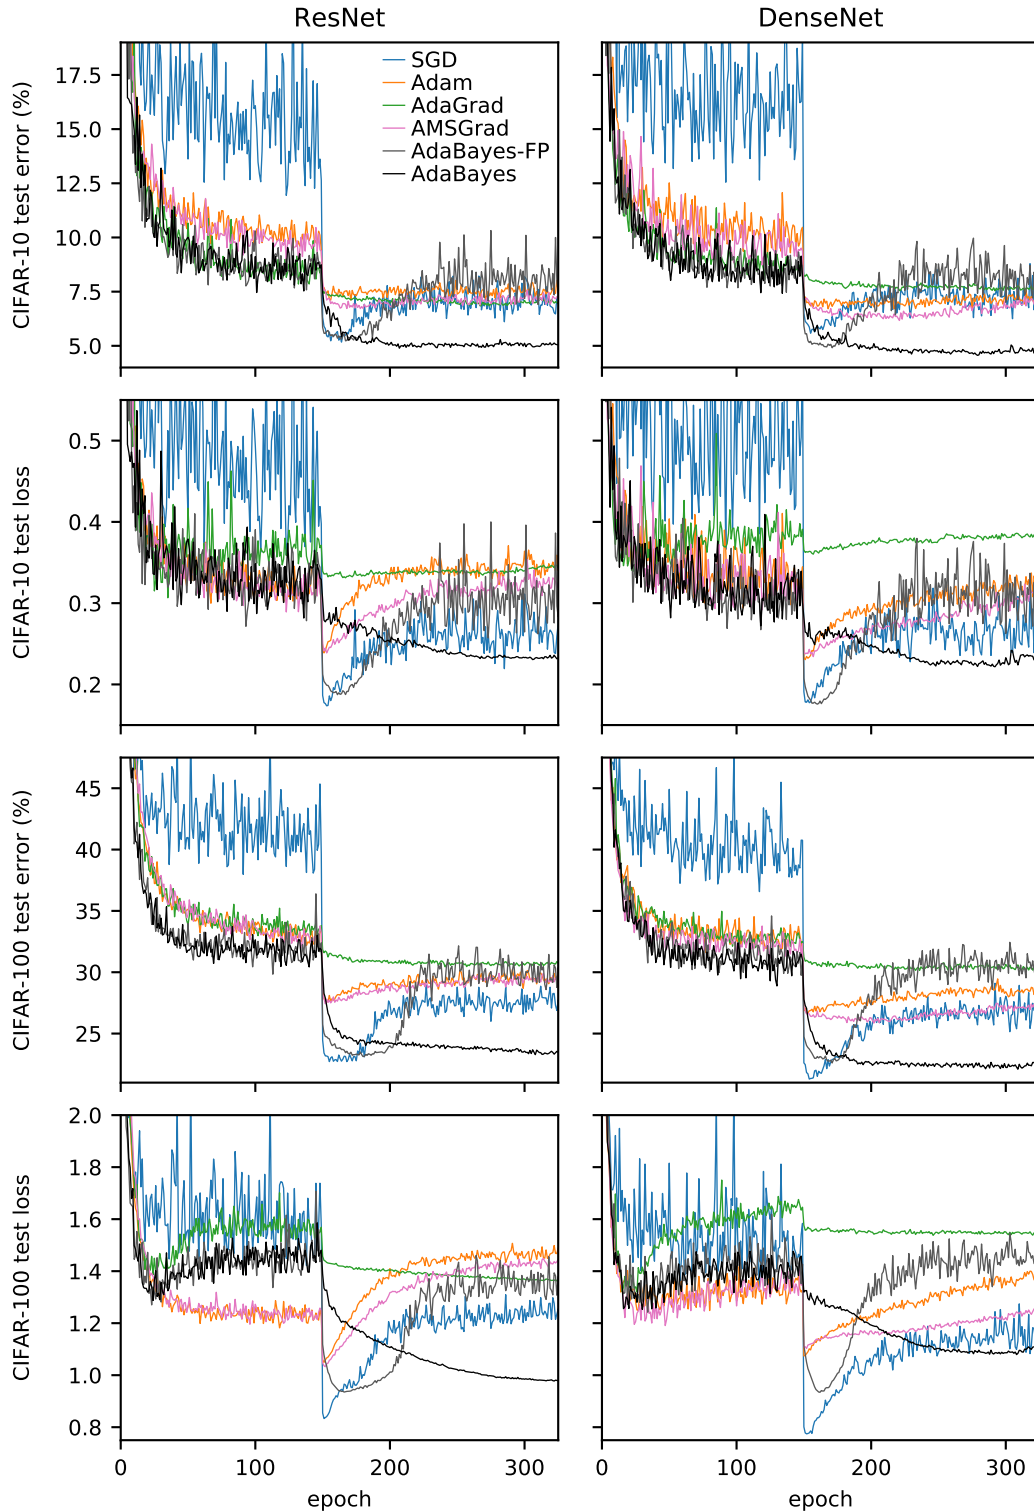 ResNet
DenseNet
CIFAR-10 test error (%)
17.5
15.0
12.5
10.0
7.5
5.0
SGD
Adam
AdaGrad
AMSGrad
AdaBayes-FP
AdaBayes
CIFAR-10 test loss
0.5
0.4
0.3
0.2
CIFAR-100 test error (%)
45
40
35
30
25
CIFAR-100 test loss
2.0
1.8
1.6
1.4
1.2
1.0
0.8
0 100 200 300
0 100 200 300
epoch
epoch